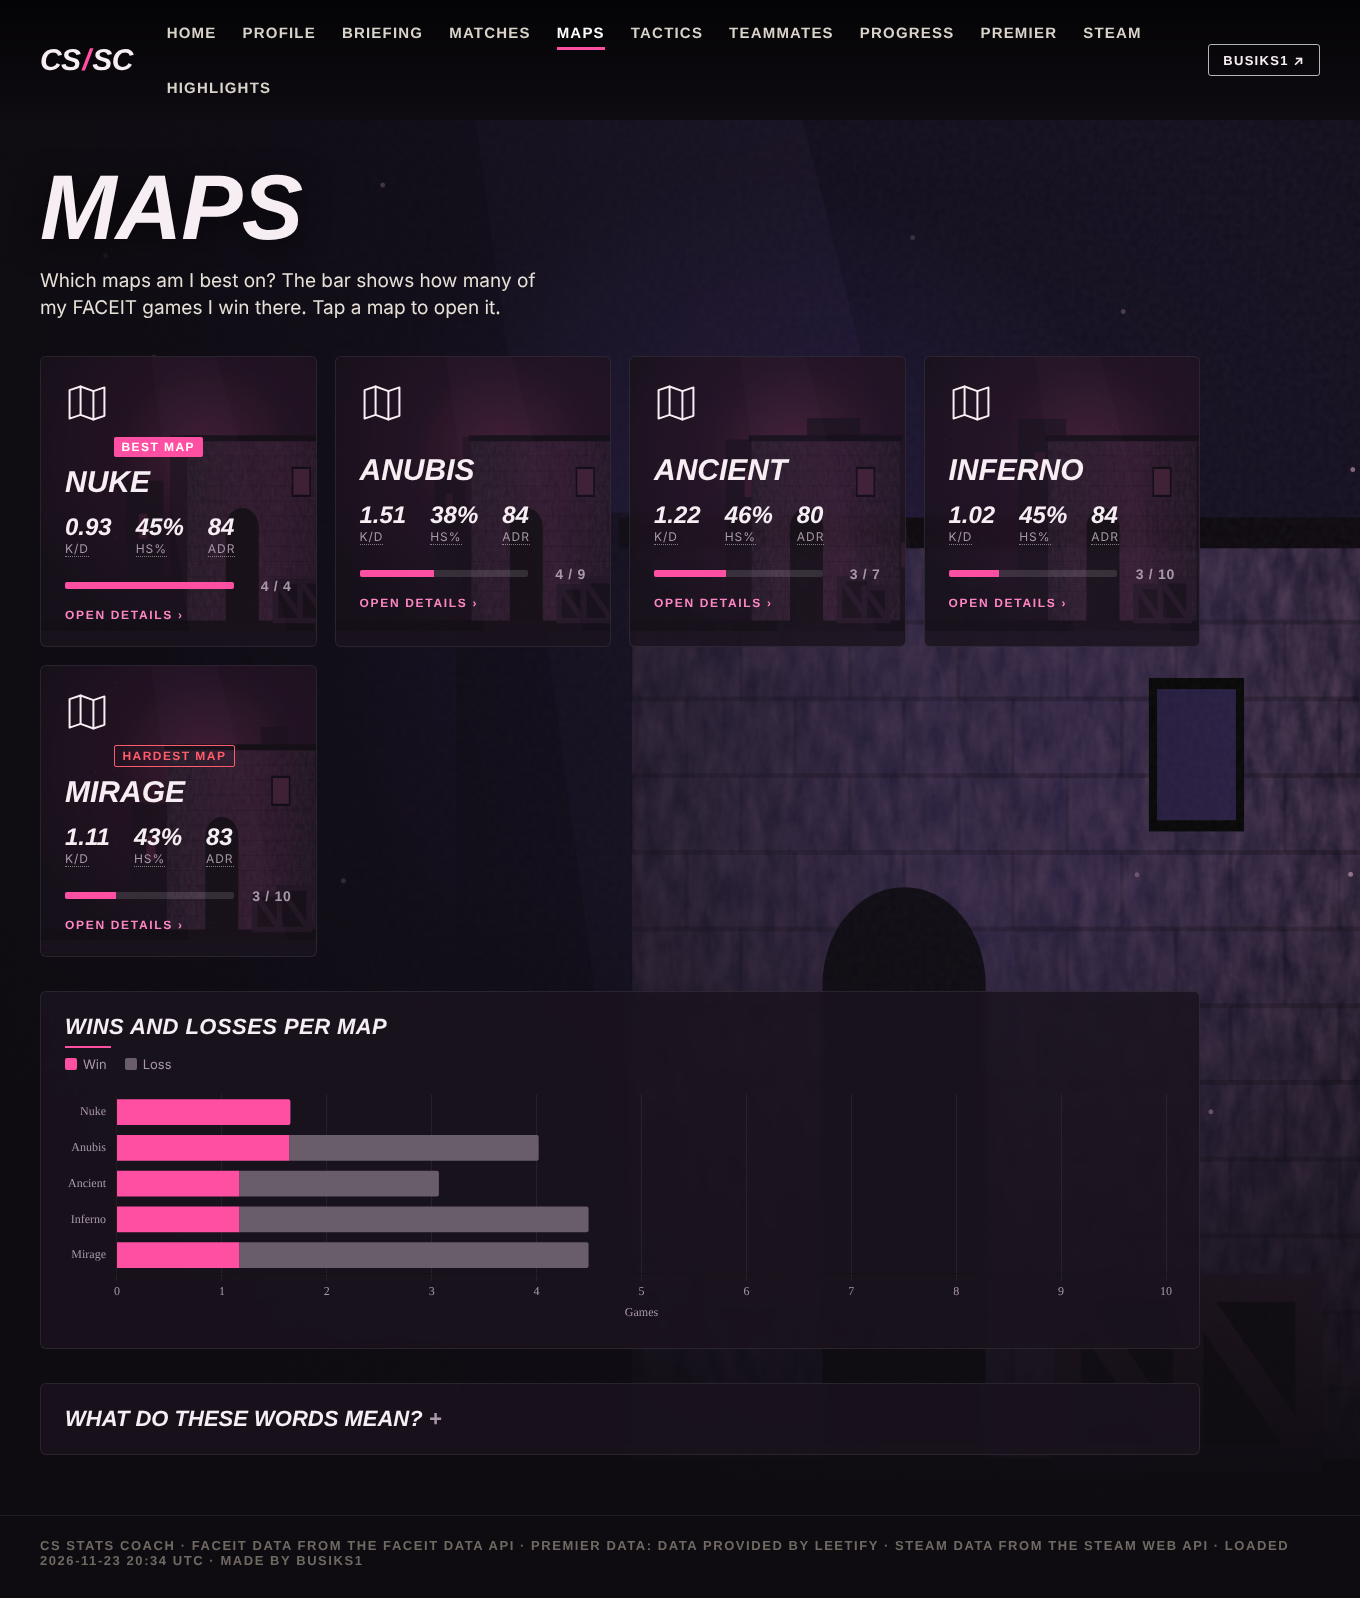 CS/SC
HOME PROFILE BRIEFING MATCHES MAPS TACTICS TEAMMATES PROGRESS PREMIER STEAM
HIGHLIGHTS
BUSIKS1 ↗
MAPS
Which maps am I best on? The bar shows how many of
my FACEIT games I win there. Tap a map to open it.
BEST MAP
NUKE
0.93 45% 84
K/D HS% ADR
4 / 4
OPEN DETAILS ›
ANUBIS
1.51 38% 84
K/D HS% ADR
4 / 9
OPEN DETAILS ›
ANCIENT
1.22 46% 80
K/D HS% ADR
3 / 7
OPEN DETAILS ›
INFERNO
1.02 45% 84
K/D HS% ADR
3 / 10
OPEN DETAILS ›
HARDEST MAP
MIRAGE
1.11 43% 83
K/D HS% ADR
3 / 10
OPEN DETAILS ›
WINS AND LOSSES PER MAP
Win Loss
Nuke
Anubis
Ancient
Inferno
Mirage
0 1 2 3 4 5 6 7 8 9 10
Games
WHAT DO THESE WORDS MEAN? +
CS STATS COACH · FACEIT DATA FROM THE FACEIT DATA API · PREMIER DATA: DATA PROVIDED BY LEETIFY · STEAM DATA FROM THE STEAM WEB API · LOADED
2026-11-23 20:34 UTC · MADE BY BUSIKS1